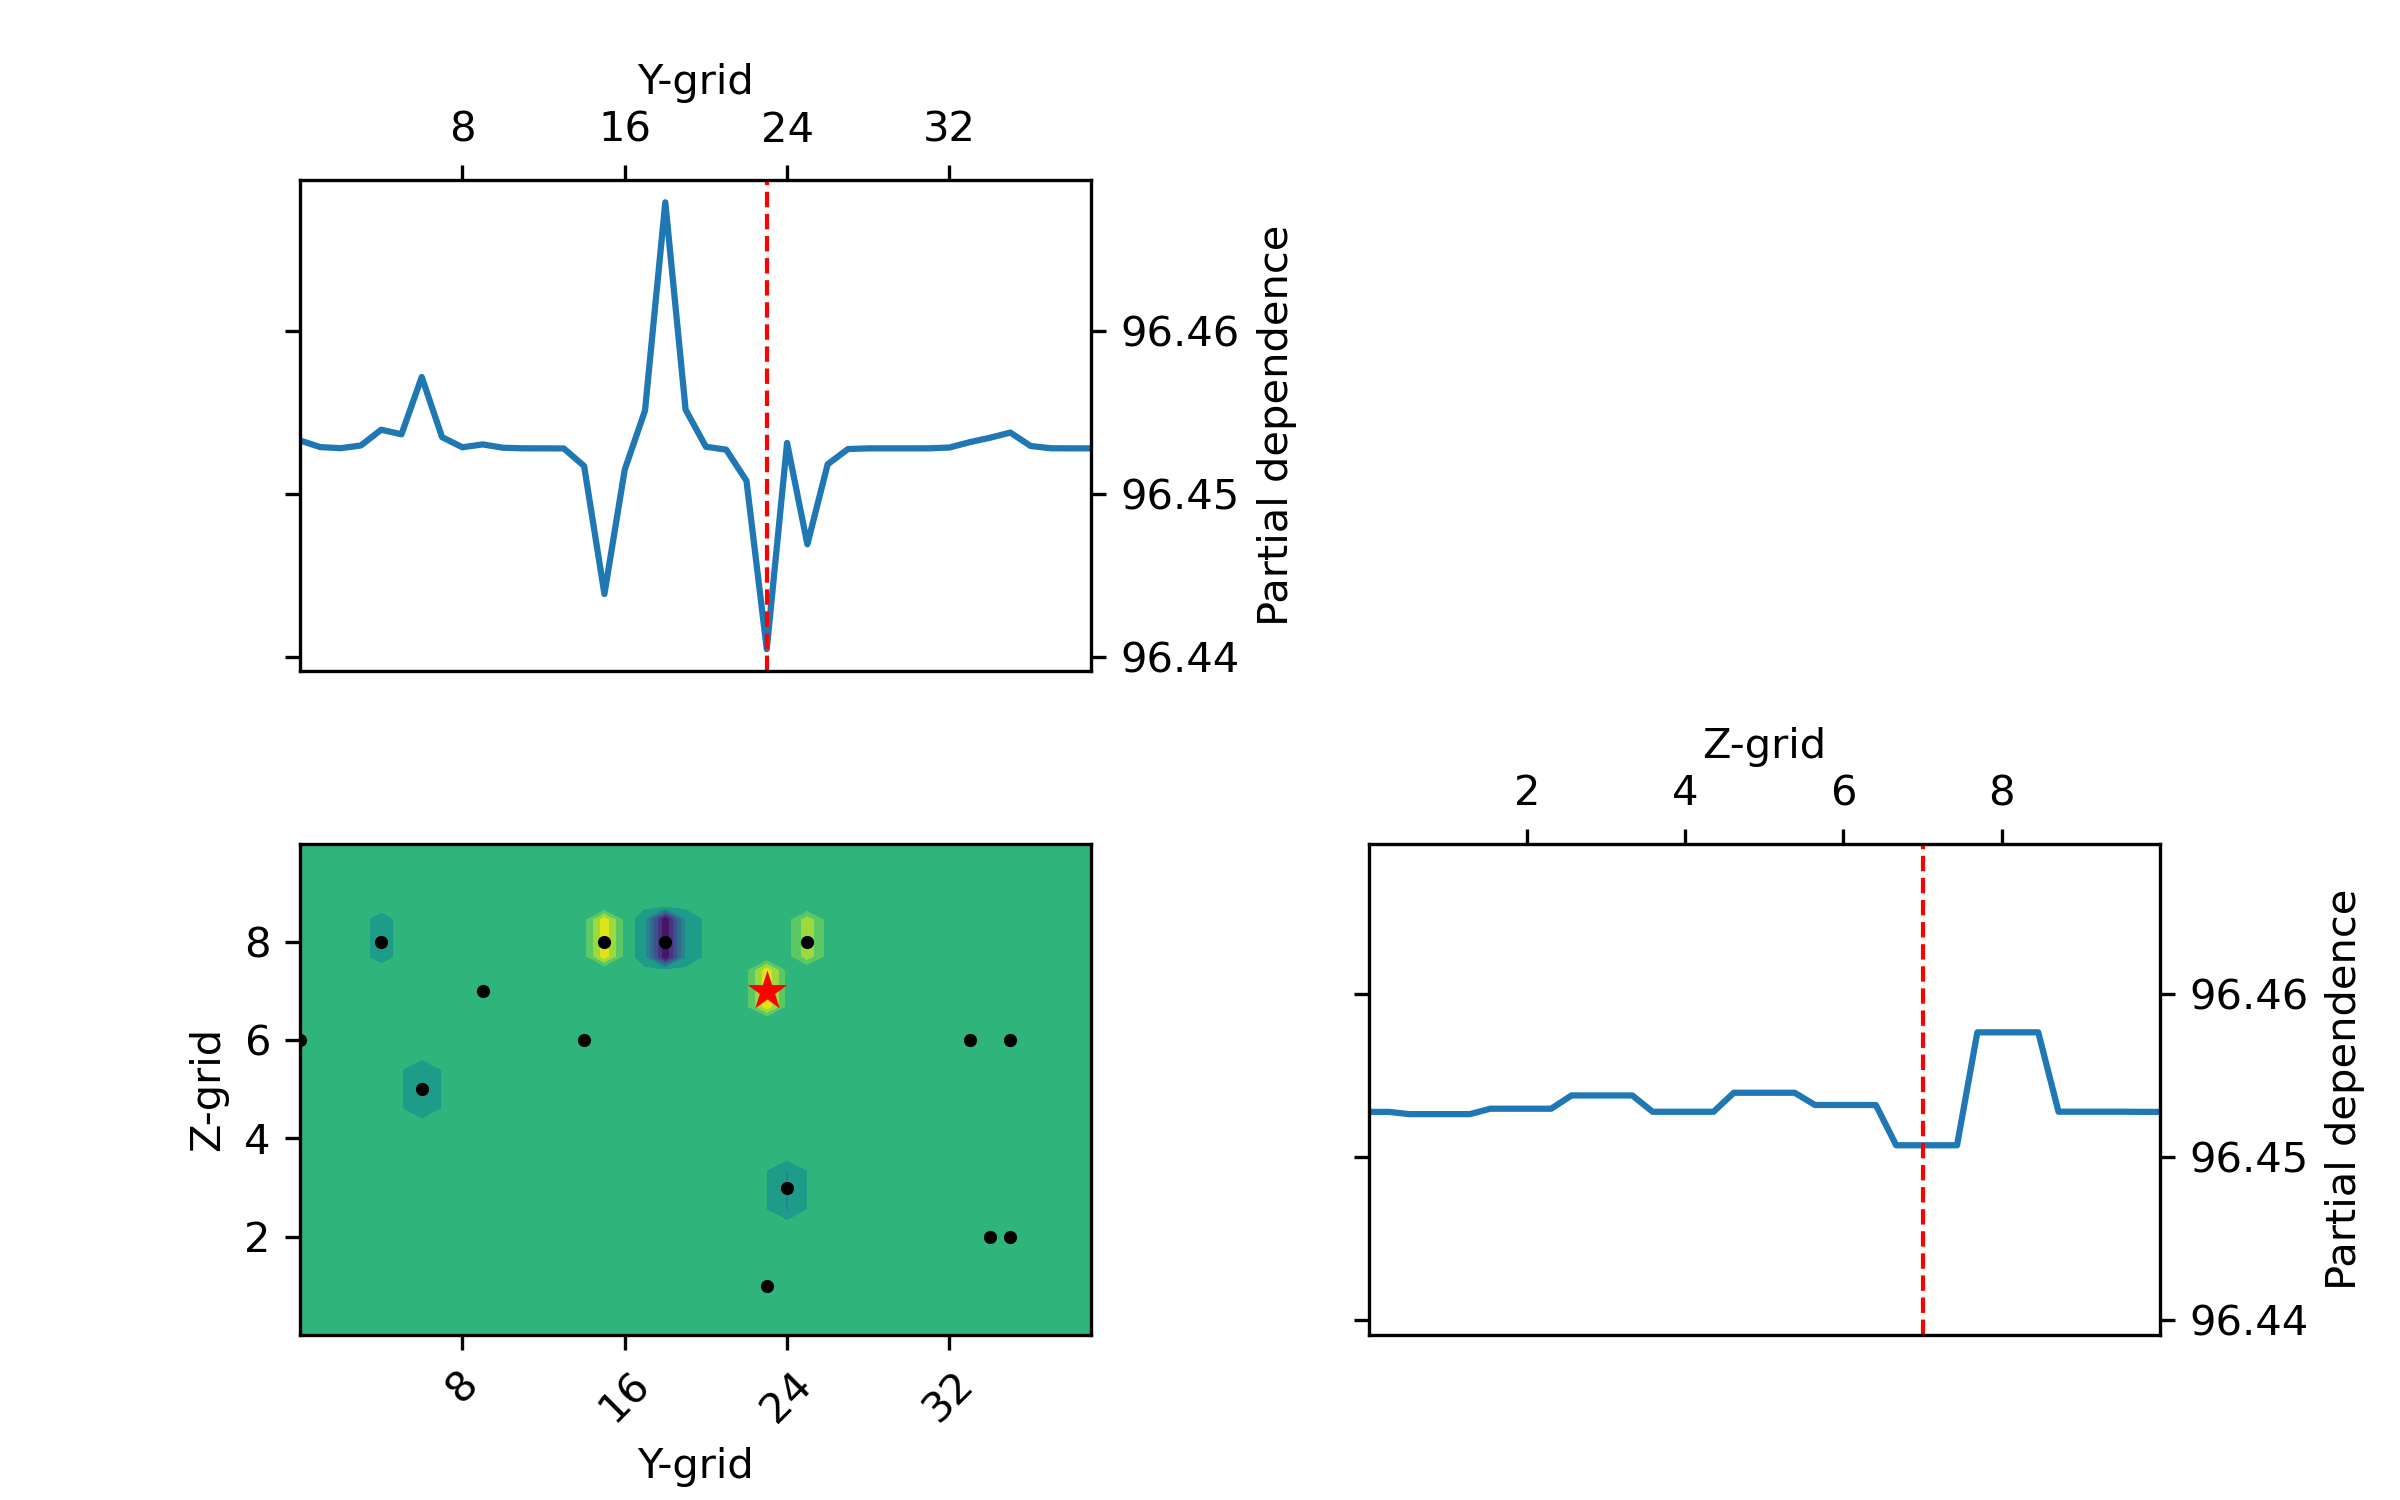 Y-grid
8 16 24 32
96.46
96.45
96.44
Partial dependence
Z-grid
2 4 6 8
8
6
4
2
Z-grid
8 16 24 32
Y-grid
96.46
96.45
96.44
Partial dependence